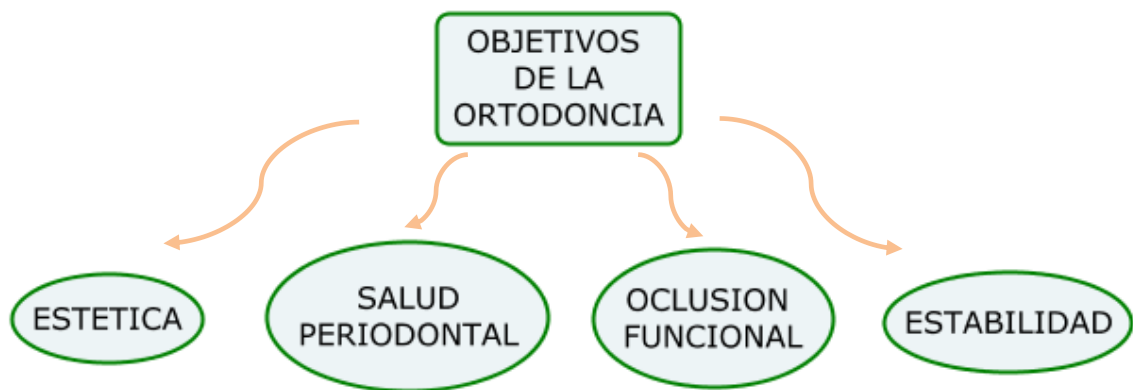 OBJETIVOS
DE LA
ORTODONCIA
ESTETICA
SALUD
PERIODONTAL
OCLUSION
FUNCIONAL
ESTABILIDAD